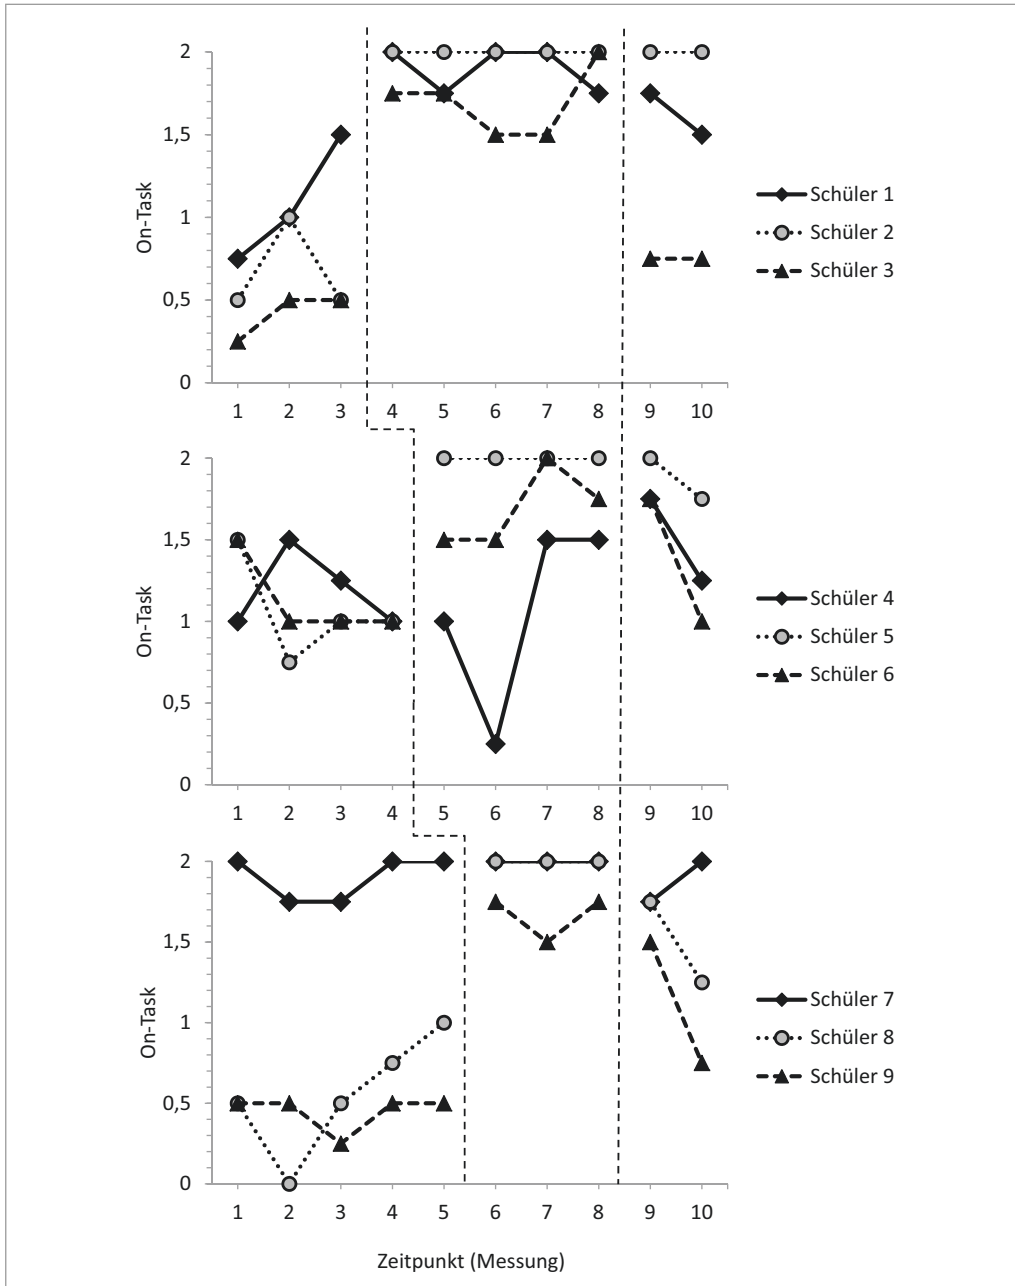 2
1,5
1
0,5
0
On-Task
1 2 3 4 5 6 7 8 9 10
Schüler 1
Schüler 2
Schüler 3
2
1,5
1
0,5
0
On-Task
1 2 3 4 5 6 7 8 9 10
Schüler 4
Schüler 5
Schüler 6
2
1,5
1
0,5
0
On-Task
1 2 3 4 5 6 7 8 9 10
Schüler 7
Schüler 8
Schüler 9
Zeitpunkt (Messung)